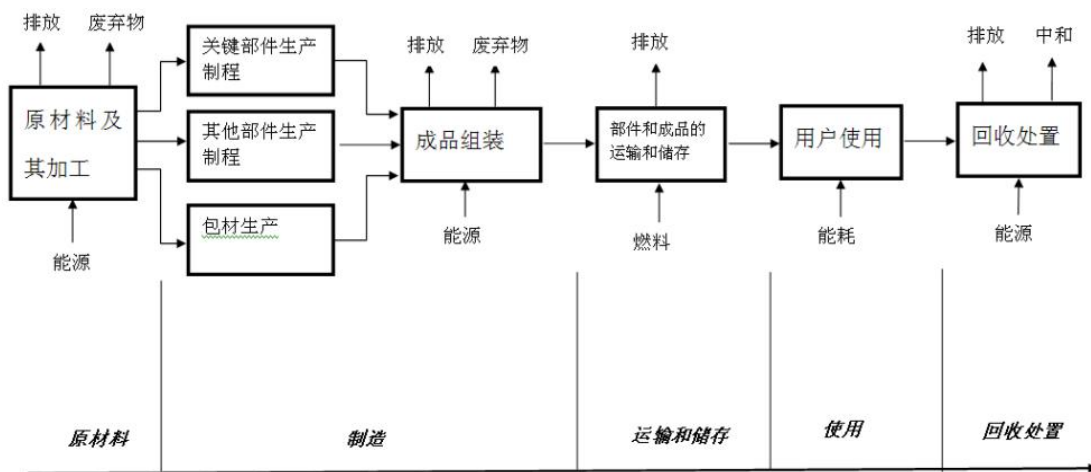 排放
废弃物
原材料及
其加工
能源
关键部件生产
制程
其他部件生产
制程
包材生产
排放
废弃物
成品组装
能源
排放
部件和成品的
运输和储存
燃料
用户使用
能耗
排放
中和
回收处置
能源
原材料
制造
运输和储存
使用
回收处置